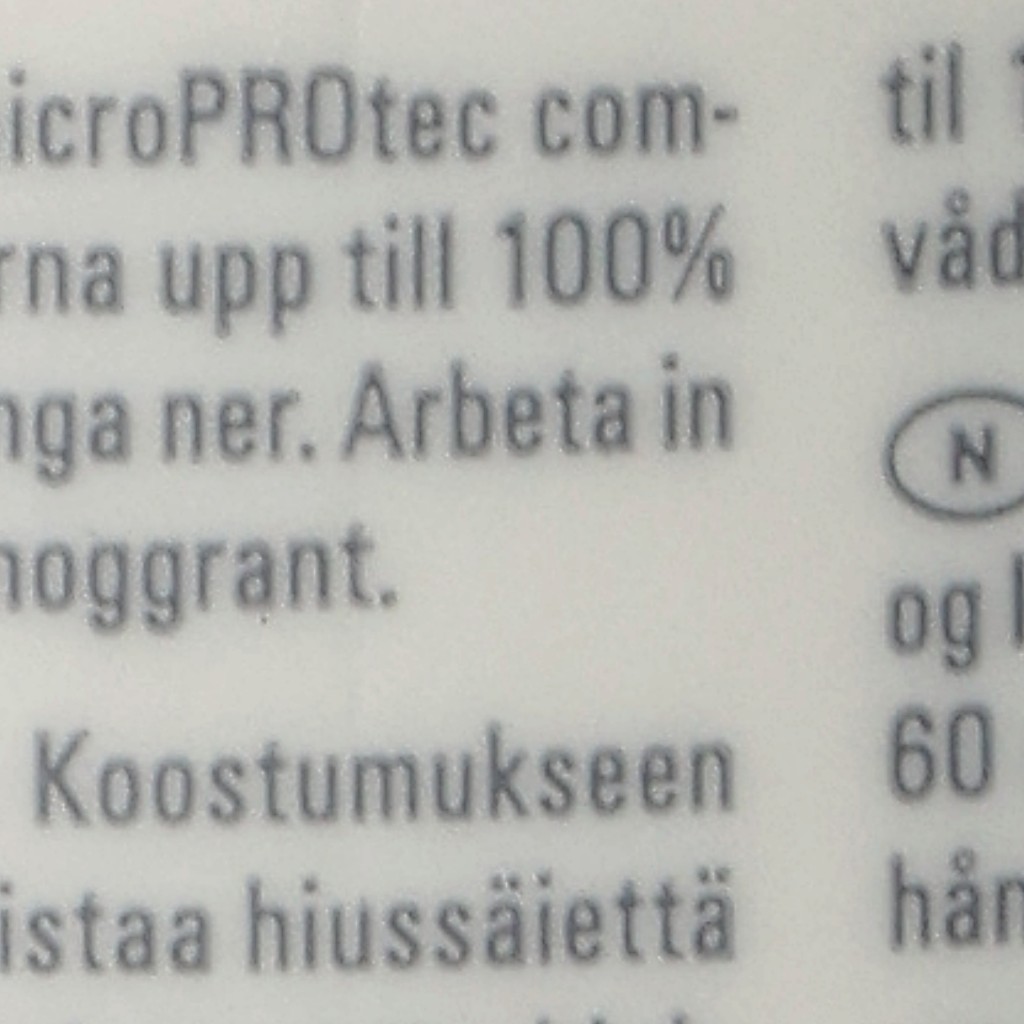 icroPROtec com-
rna upp till 100%
nga ner. Arbeta in
noggrant.
Koostumukseen
istaa hiussäiettä
til 1
våd
N
og
60
hån